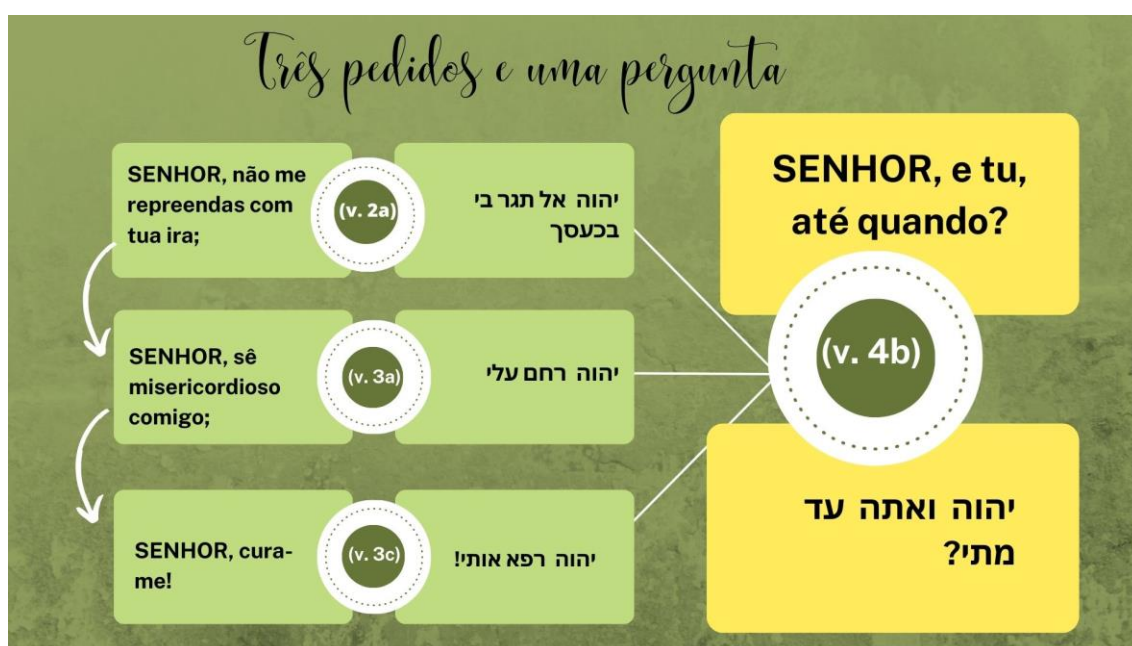 Três pedidos e uma pergunta
SENHOR, não me
repreendas com
tua ira;
(v. 2a)
יהוה אל תגר בי
בכעסך
SENHOR, sê
misericordioso
comigo;
(v. 3a)
יהוה רחם עלי
SENHOR, cura-
me!
(v. 3c)
יהוה רפא אותי!
SENHOR, e tu,
até quando?
(v. 4b)
יהוה ואתה עד
מתי?